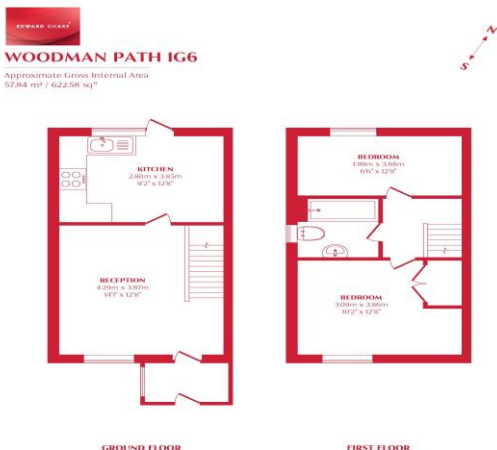 EDWARD CHASE
WOODMAN PATH IG6
Approximate Gross Internal Area
57.84 m² / 622.58 sq ft
N
S
KITCHEN
2.80m x 3.85m
9'2" x 12'8"
BEDROOM
1.99m x 3.88m
6'6" x 12'9"
RECEPTION
4.29m x 3.87m
14'1" x 12'8"
BEDROOM
3.09m x 3.86m
10'2" x 12'8"
GROUND FLOOR
FIRST FLOOR